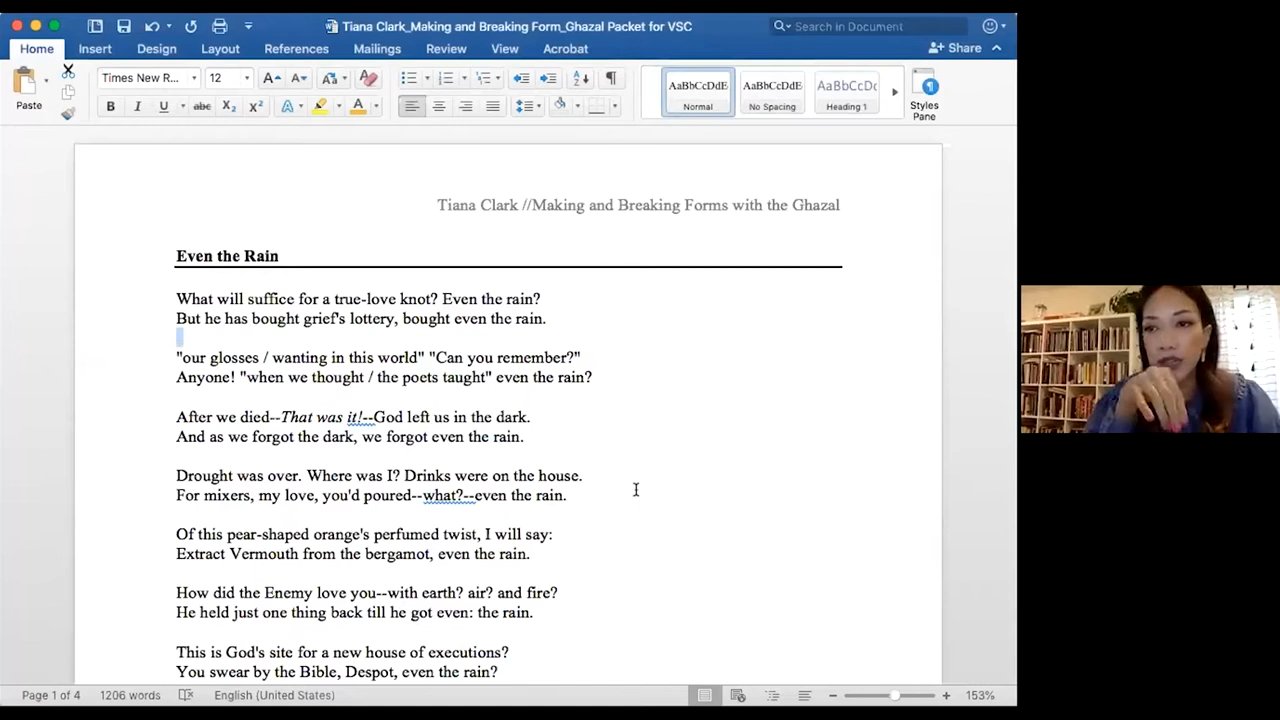 Tiana Clark_Making and Breaking Form_Ghazal Packet for VSC
Search in Document
Home Insert Design Layout References Mailings Review View Acrobat
Share
Paste
Times New R... 12
AaBbCcDdE AaBbCcDdE AaBbCcDc
Normal No Spacing Heading 1
Styles Pane
Tiana Clark //Making and Breaking Forms with the Ghazal
Even the Rain
What will suffice for a true-love knot? Even the rain?
But he has bought grief's lottery, bought even the rain.
"our glosses / wanting in this world" "Can you remember?"
Anyone! "when we thought / the poets taught" even the rain?
After we died--That was it!--God left us in the dark.
And as we forgot the dark, we forgot even the rain.
Drought was over. Where was I? Drinks were on the house.
For mixers, my love, you'd poured--what?--even the rain.
Of this pear-shaped orange's perfumed twist, I will say:
Extract Vermouth from the bergamot, even the rain.
How did the Enemy love you--with earth? air? and fire?
He held just one thing back till he got even: the rain.
This is God's site for a new house of executions?
You swear by the Bible, Despot, even the rain?
Page 1 of 4 1206 words English (United States) 153%